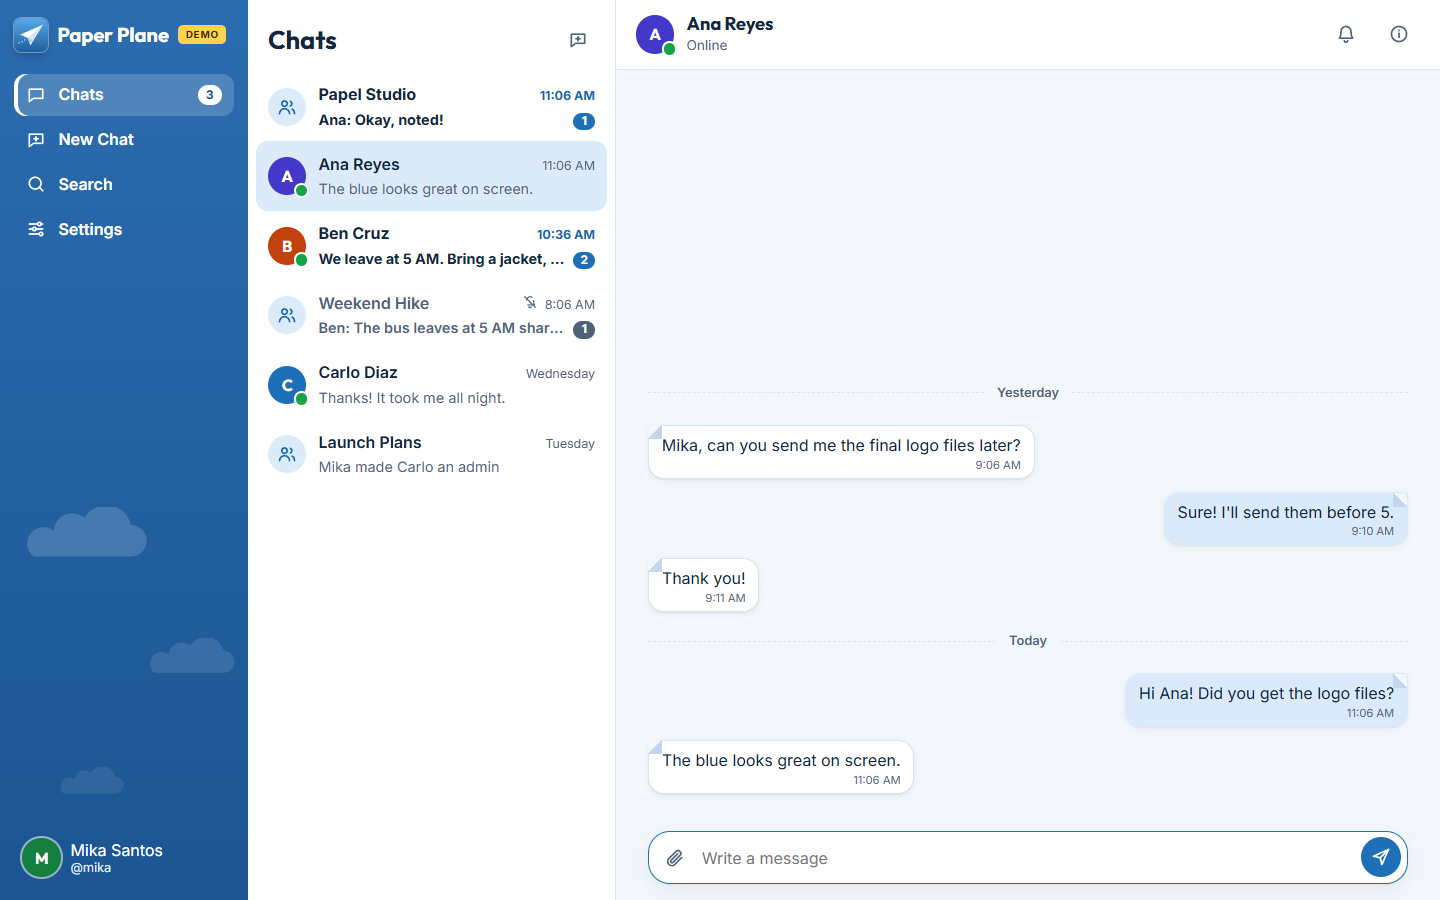 Paper Plane
DEMO
Chats
3
New Chat
Search
Settings
M
Mika Santos
@mika
Chats
Papel Studio
11:06 AM
Ana: Okay, noted!
1
A
Ana Reyes
11:06 AM
The blue looks great on screen.
B
Ben Cruz
10:36 AM
We leave at 5 AM. Bring a jacket, ...
2
Weekend Hike
8:06 AM
Ben: The bus leaves at 5 AM shar...
1
C
Carlo Diaz
Wednesday
Thanks! It took me all night.
Launch Plans
Tuesday
Mika made Carlo an admin
A
Ana Reyes
Online
Yesterday
Mika, can you send me the final logo files later?
9:06 AM
Sure! I'll send them before 5.
9:10 AM
Thank you!
9:11 AM
Today
Hi Ana! Did you get the logo files?
11:06 AM
The blue looks great on screen.
11:06 AM
Write a message